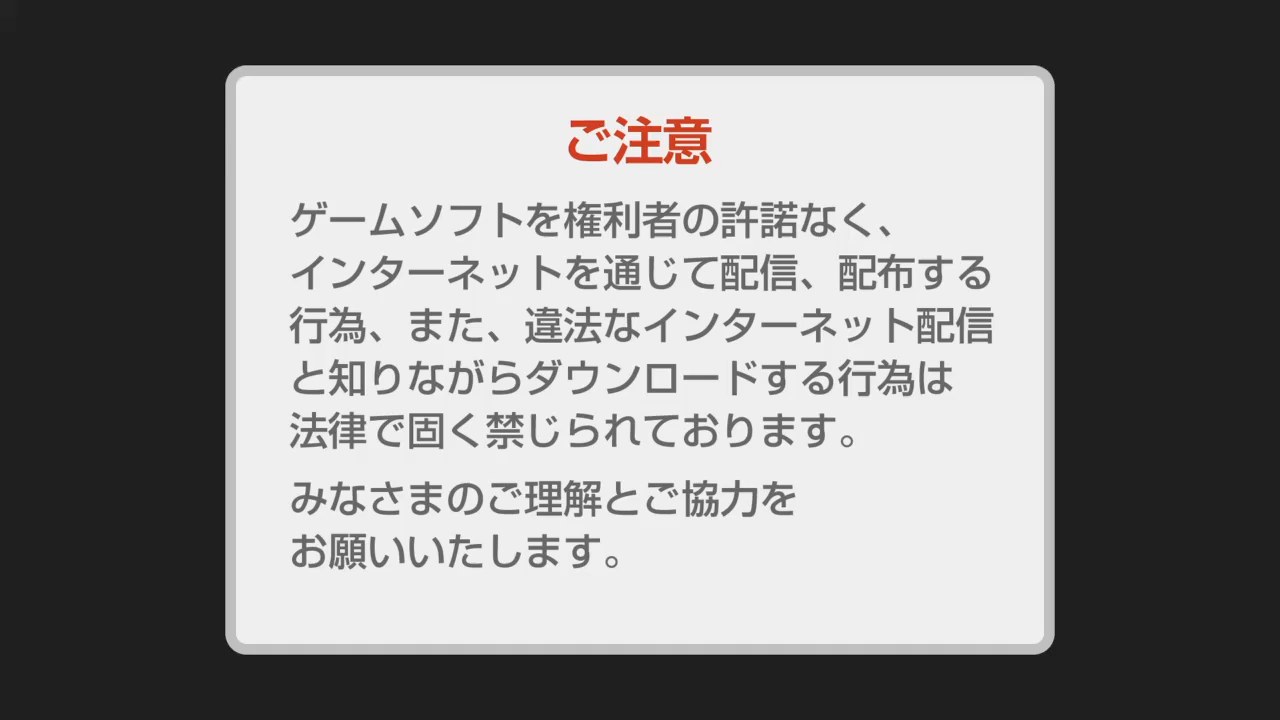 ご注意
ゲームソフトを権利者の許諾なく、
インターネットを通じて配信、配布する
行為、また、違法なインターネット配信
と知りながらダウンロードする行為は
法律で固く禁じられております。
みなさまのご理解とご協力を
お願いいたします。